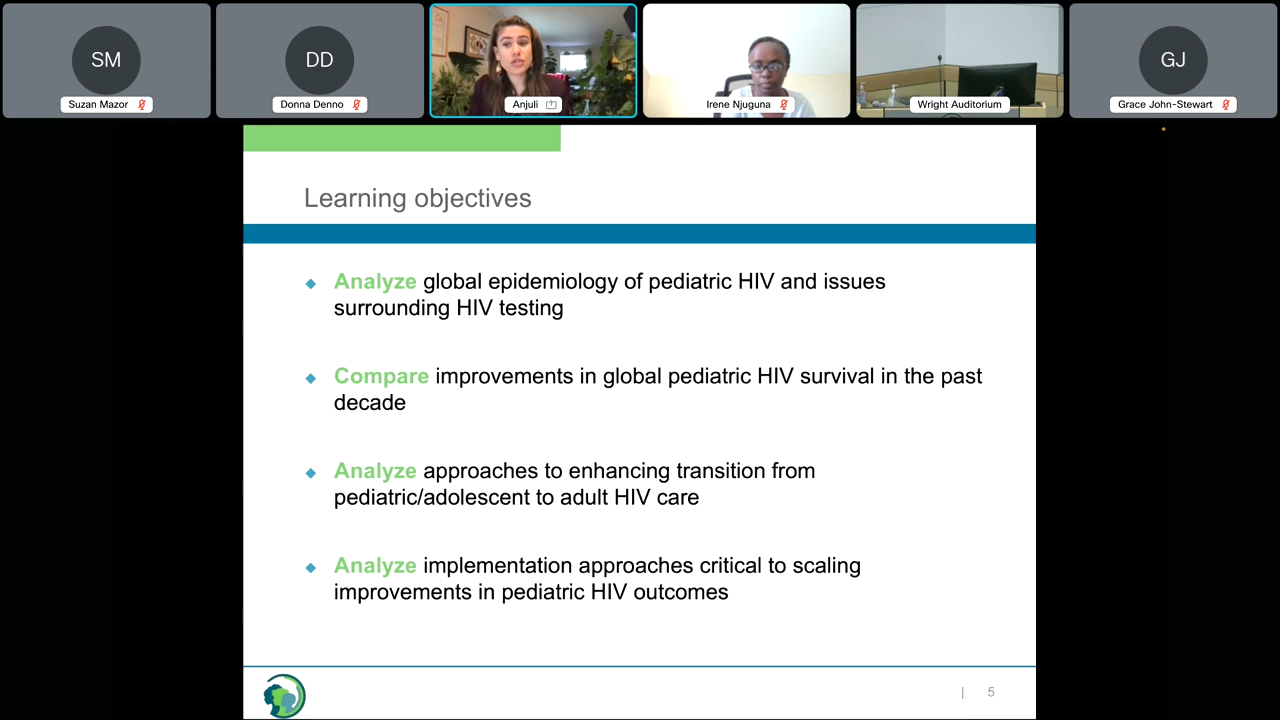 SM
Suzan Mazor
DD
Donna Denno
Anjuli
Irene Njuguna
Wright Auditorium
GJ
Grace John-Stewart
Learning objectives
Analyze global epidemiology of pediatric HIV and issues
surrounding HIV testing
Compare improvements in global pediatric HIV survival in the past
decade
Analyze approaches to enhancing transition from
pediatric/adolescent to adult HIV care
Analyze implementation approaches critical to scaling
improvements in pediatric HIV outcomes
| 5